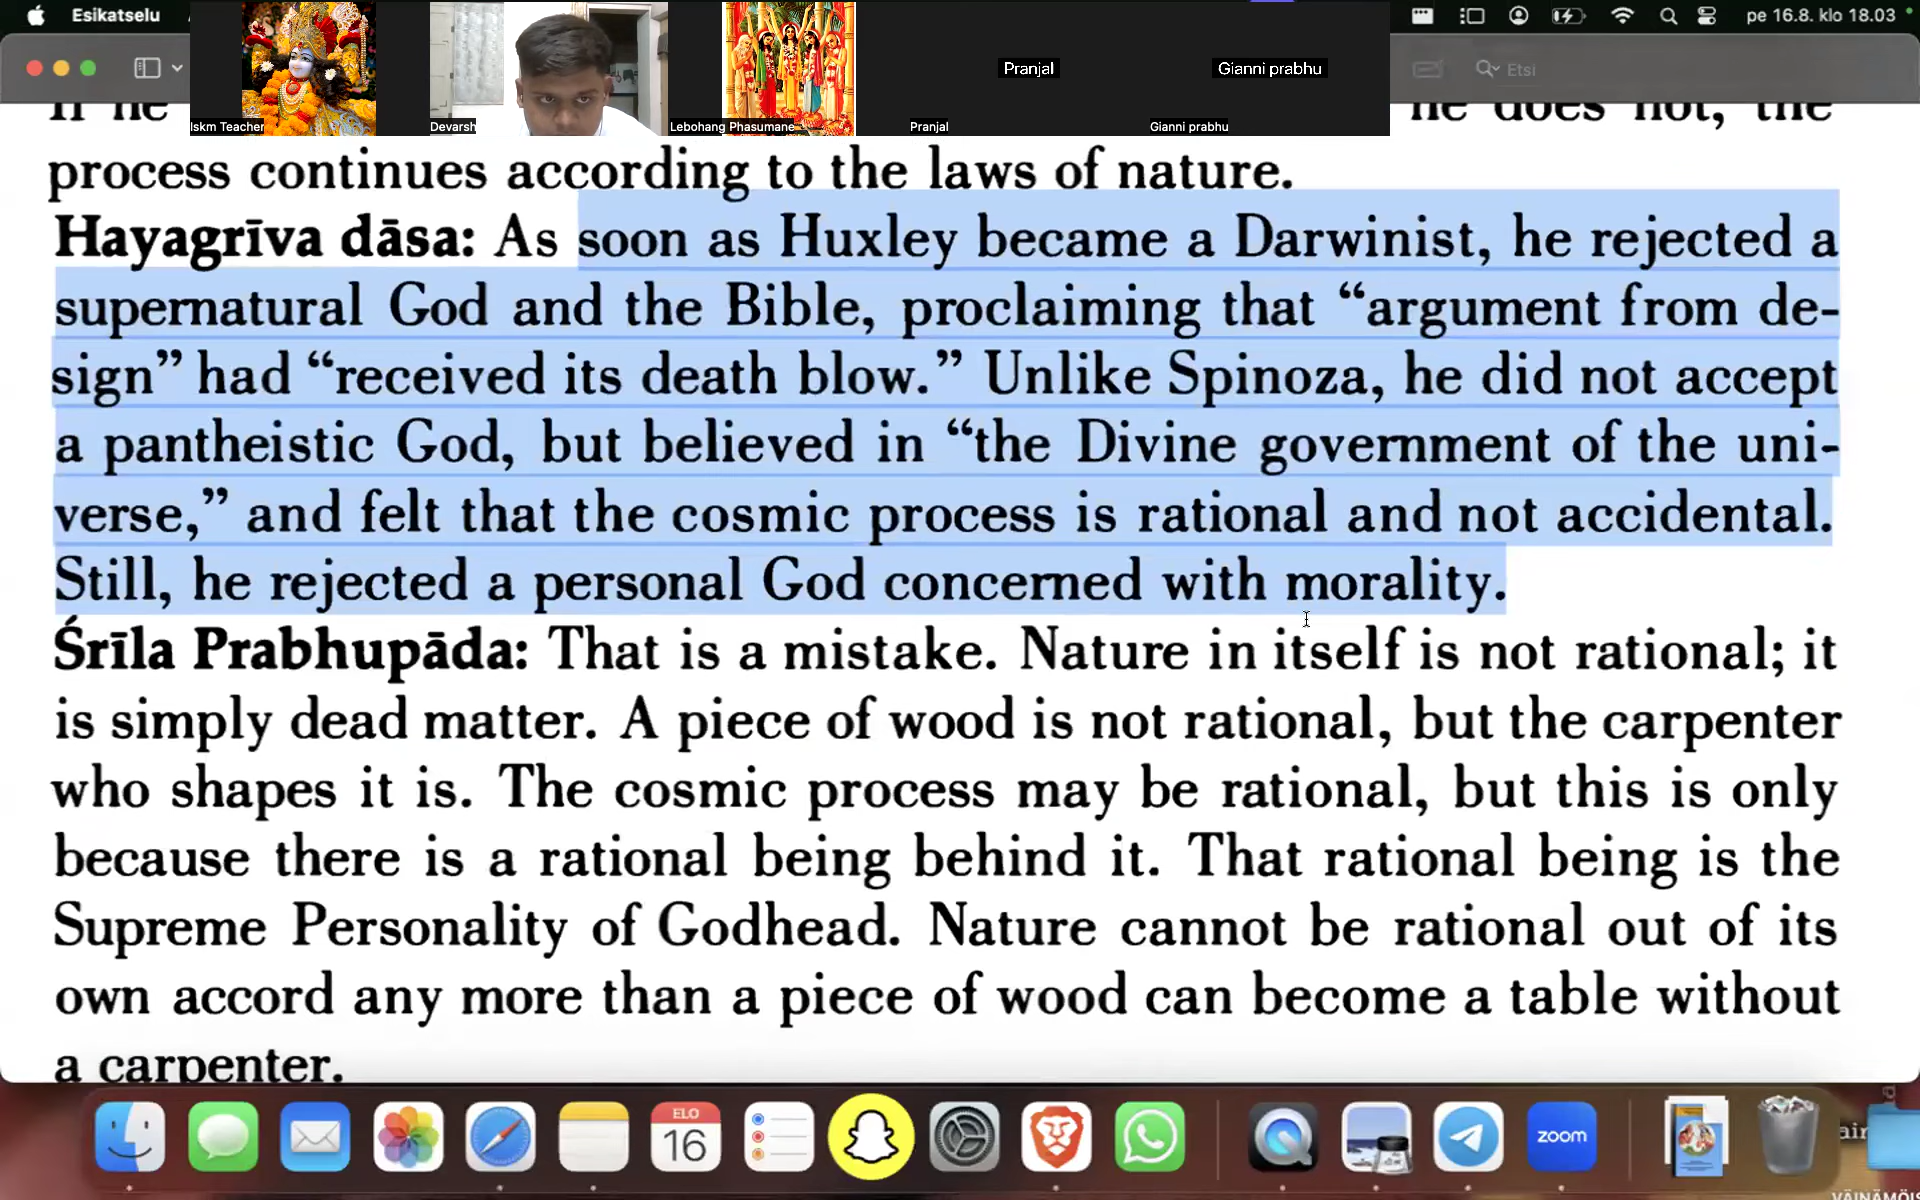 Esikatselu
pe 16.8. klo 18.03
Iskm Teacher
Devarsh
Lebohang Phasumane
Pranjal
Pranjal
Gianni prabhu
Gianni prabhu
Etsi
If he he does not, the
process continues according to the laws of nature.
Hayagrīva dāsa: As soon as Huxley became a Darwinist, he rejected a
supernatural God and the Bible, proclaiming that “argument from de-
sign” had “received its death blow.” Unlike Spinoza, he did not accept
a pantheistic God, but believed in “the Divine government of the uni-
verse,” and felt that the cosmic process is rational and not accidental.
Still, he rejected a personal God concerned with morality.
Śrīla Prabhupāda: That is a mistake. Nature in itself is not rational; it
is simply dead matter. A piece of wood is not rational, but the carpenter
who shapes it is. The cosmic process may be rational, but this is only
because there is a rational being behind it. That rational being is the
Supreme Personality of Godhead. Nature cannot be rational out of its
own accord any more than a piece of wood can become a table without
a carpenter.
ELO
16
zoom